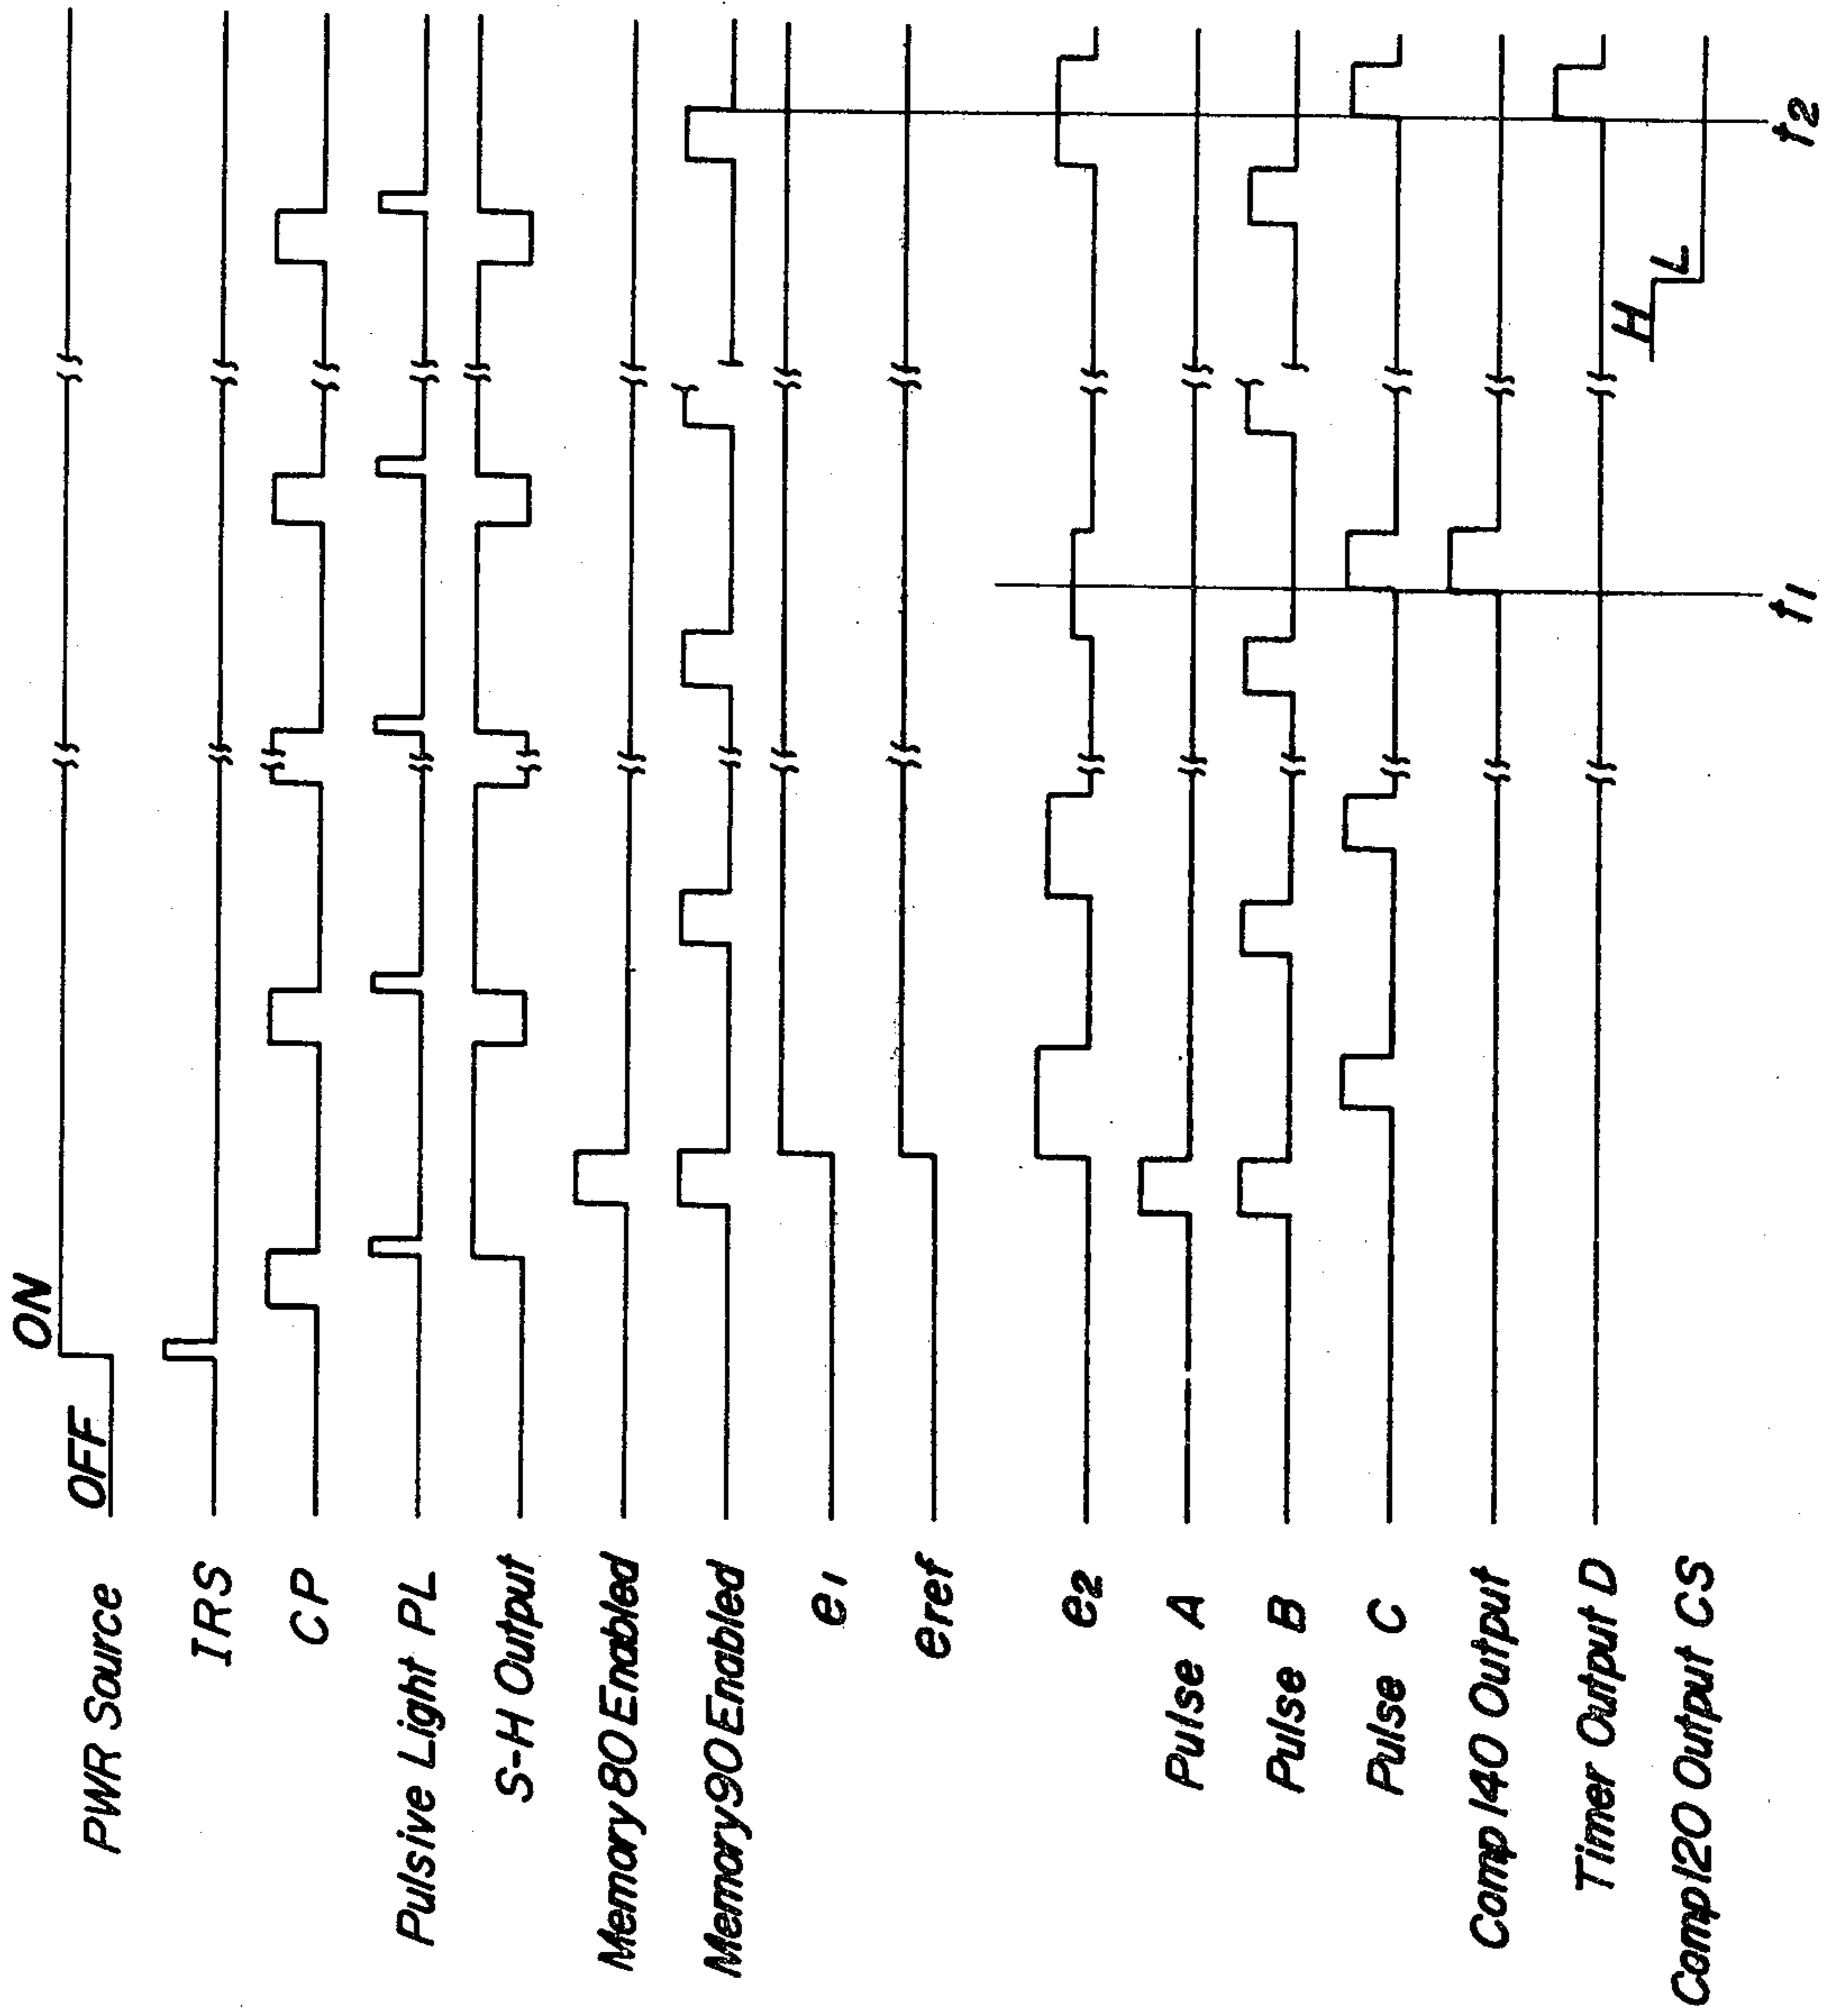 PWR Source
OFF
ON
IRS
CP
Pulsive Light PL
S-H Output
Memory 80 Enabled
Memory 90 Enabled
e1
eref
e2
Pulse A
Pulse B
Pulse C
Comp 140 Output
Timer Output D
Comp 120 Output CS
H
L
t1
t2